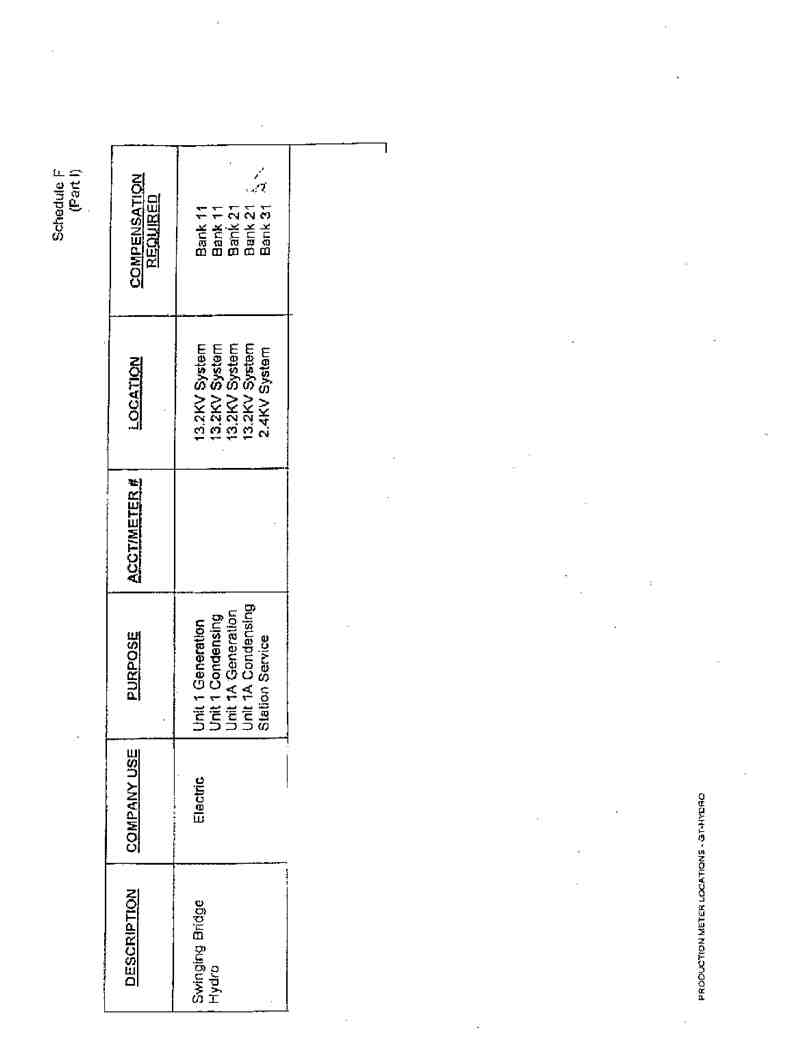 Schedule F
(Part I)
DESCRIPTION COMPANY USE PURPOSE ACCT/METER # LOCATION COMPENSATION
REQUIRED
Swinging Bridge Electric Unit 1 Generation 13.2KV System Bank 11
Hydro Unit 1 Condensing 13.2KV System Bank 11
Unit 1A Generation 13.2KV System Bank 21
Unit 1A Condensing 13.2KV System Bank 21
Station Service 2.4KV System Bank 31
PRODUCTION METER LOCATIONS - GT-HYDRO